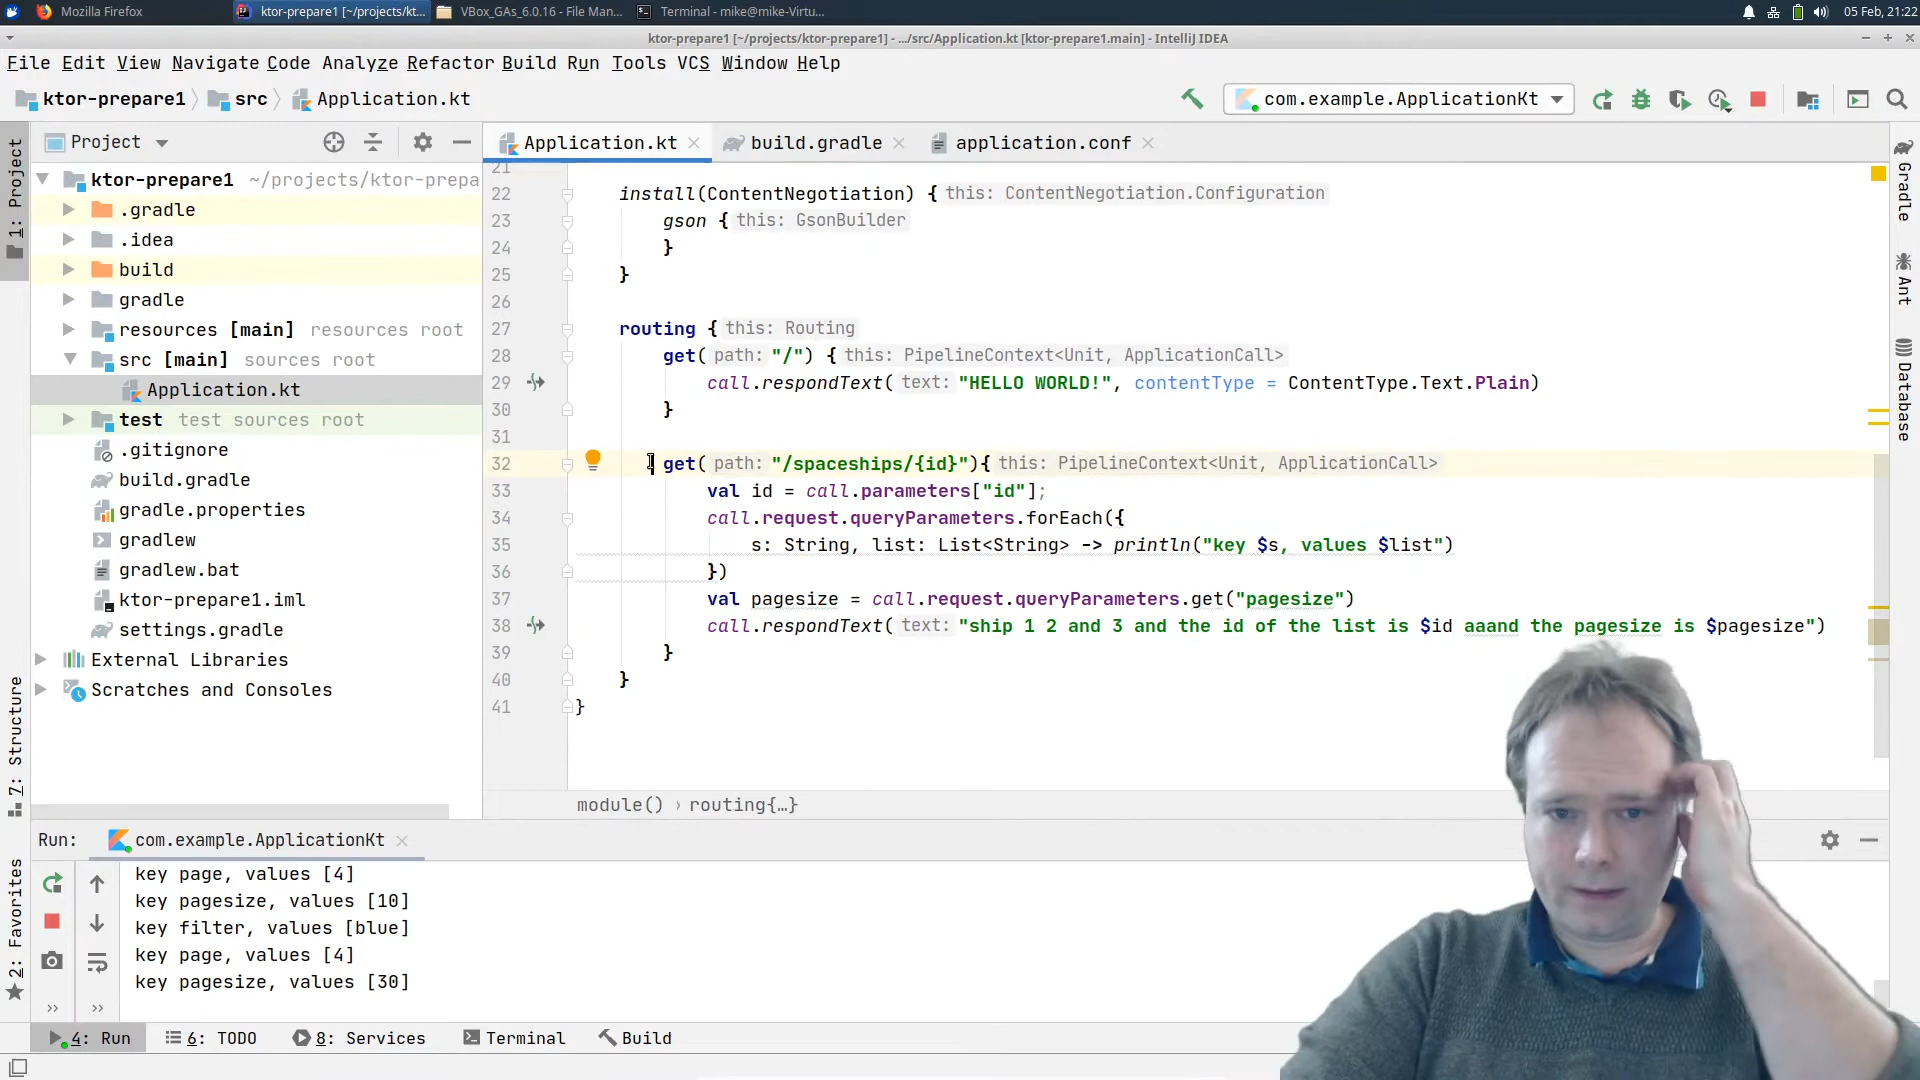 Mozilla Firefox
ktor-prepare1 [~/projects/kt...
VBox_GAs_6.0.16 - File Man...
Terminal - mike@mike-Virtu...
05 Feb, 21:22
ktor-prepare1 [~/projects/ktor-prepare1] - .../src/Application.kt [ktor-prepare1.main] - IntelliJ IDEA
File Edit View Navigate Code Analyze Refactor Build Run Tools VCS Window Help
ktor-prepare1 src Application.kt
com.example.ApplicationKt
1: Project
7: Structure
2: Favorites
Project
ktor-prepare1 ~/projects/ktor-prepa
.gradle
.idea
build
gradle
resources [main] resources root
src [main] sources root
Application.kt
test test sources root
.gitignore
build.gradle
gradle.properties
gradlew
gradlew.bat
ktor-prepare1.iml
settings.gradle
External Libraries
Scratches and Consoles
Application.kt
build.gradle
application.conf
21
22 install(ContentNegotiation) { this: ContentNegotiation.Configuration
23 gson { this: GsonBuilder
24 }
25 }
26
27 routing { this: Routing
28 get( path: "/") { this: PipelineContext<Unit, ApplicationCall>
29 call.respondText( text: "HELLO WORLD!", contentType = ContentType.Text.Plain)
30 }
31
32 get( path: "/spaceships/{id}"){ this: PipelineContext<Unit, ApplicationCall>
33 val id = call.parameters["id"];
34 call.request.queryParameters.forEach({
35 s: String, list: List<String> -> println("key $s, values $list")
36 })
37 val pagesize = call.request.queryParameters.get("pagesize")
38 call.respondText( text: "ship 1 2 and 3 and the id of the list is $id aaand the pagesize is $pagesize")
39 }
40 }
41 }
module() › routing{…}
Gradle
Ant
Database
Run: com.example.ApplicationKt
key page, values [4]
key pagesize, values [10]
key filter, values [blue]
key page, values [4]
key pagesize, values [30]
4: Run
6: TODO
8: Services
Terminal
Build